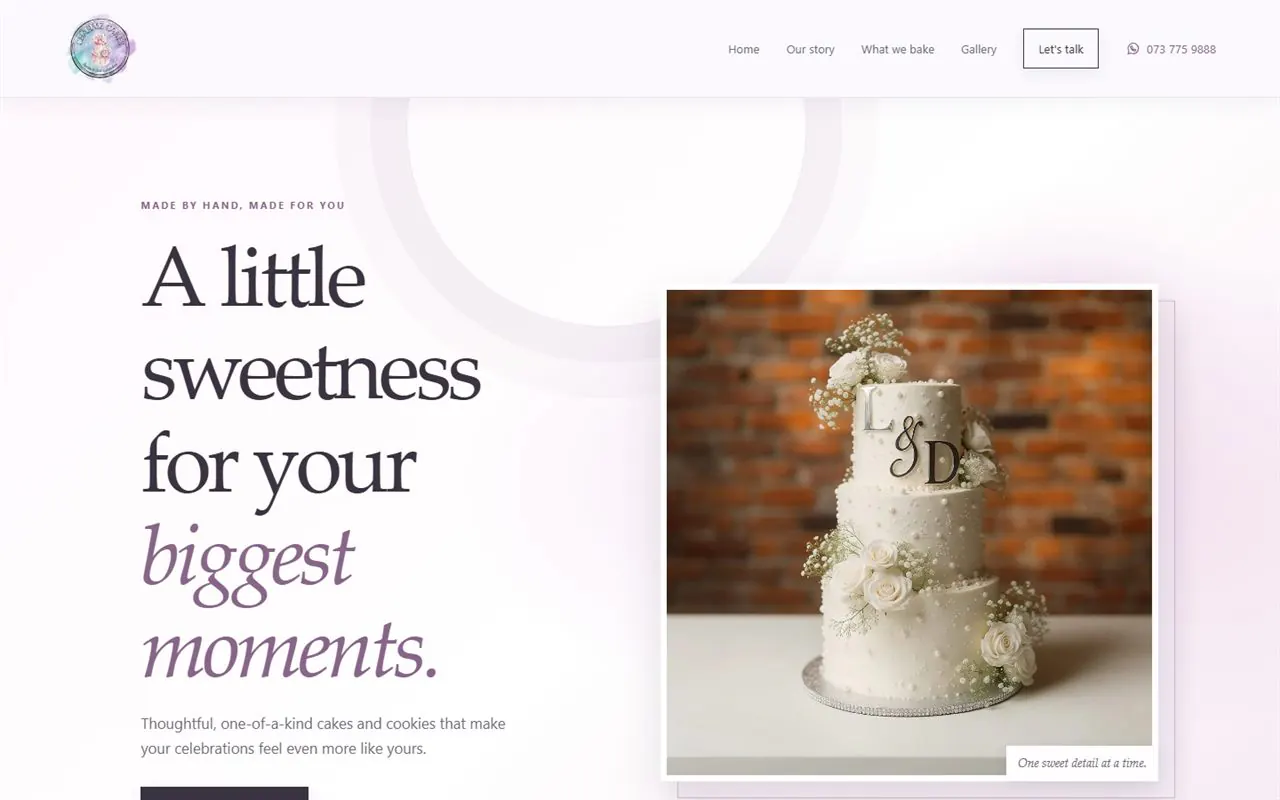 CHARMZ CAKES
Home
Our story
What we bake
Gallery
Let's talk
073 775 9888
MADE BY HAND, MADE FOR YOU
A little
sweetness
for your
biggest
moments.
Thoughtful, one-of-a-kind cakes and cookies that make
your celebrations feel even more like yours.
L & D
One sweet detail at a time.